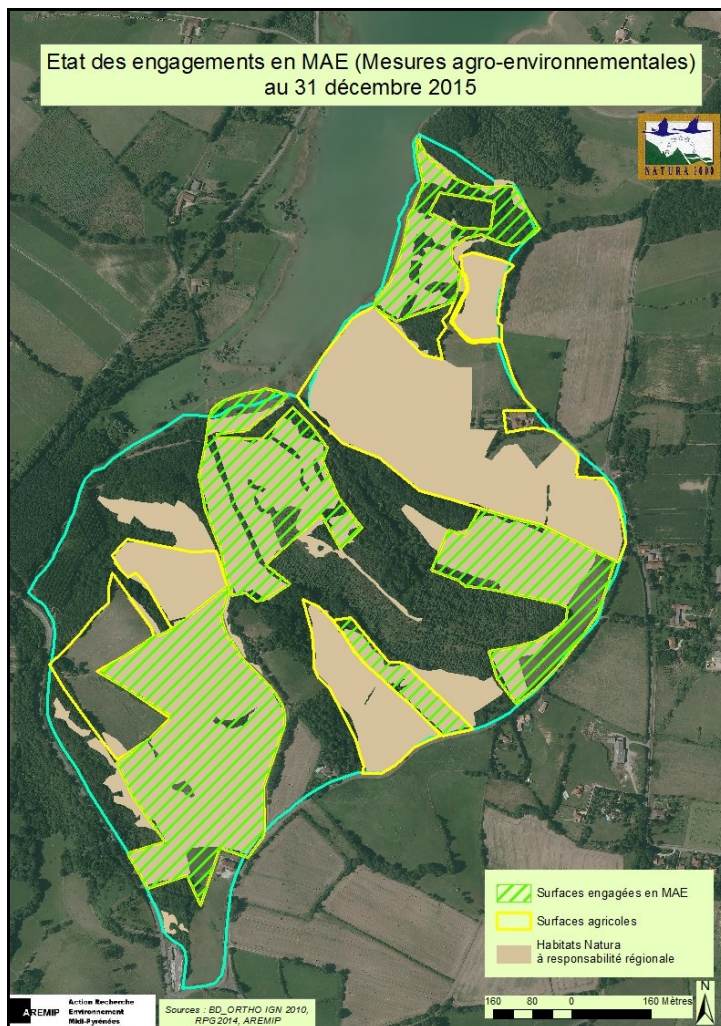 Etat des engagements en MAE (Mesures agro-environnementales)
au 31 décembre 2015
NATURA 2000
Surfaces engagées en MAE
Surfaces agricoles
Habitats Natura
à responsabilité régionale
160 80 0 160 Mètres
N
AREMIP
Action Recherche
Environnement
Midi-Pyrénées
Sources : BD_ORTHO IGN 2010,
RPG2014, AREMIP